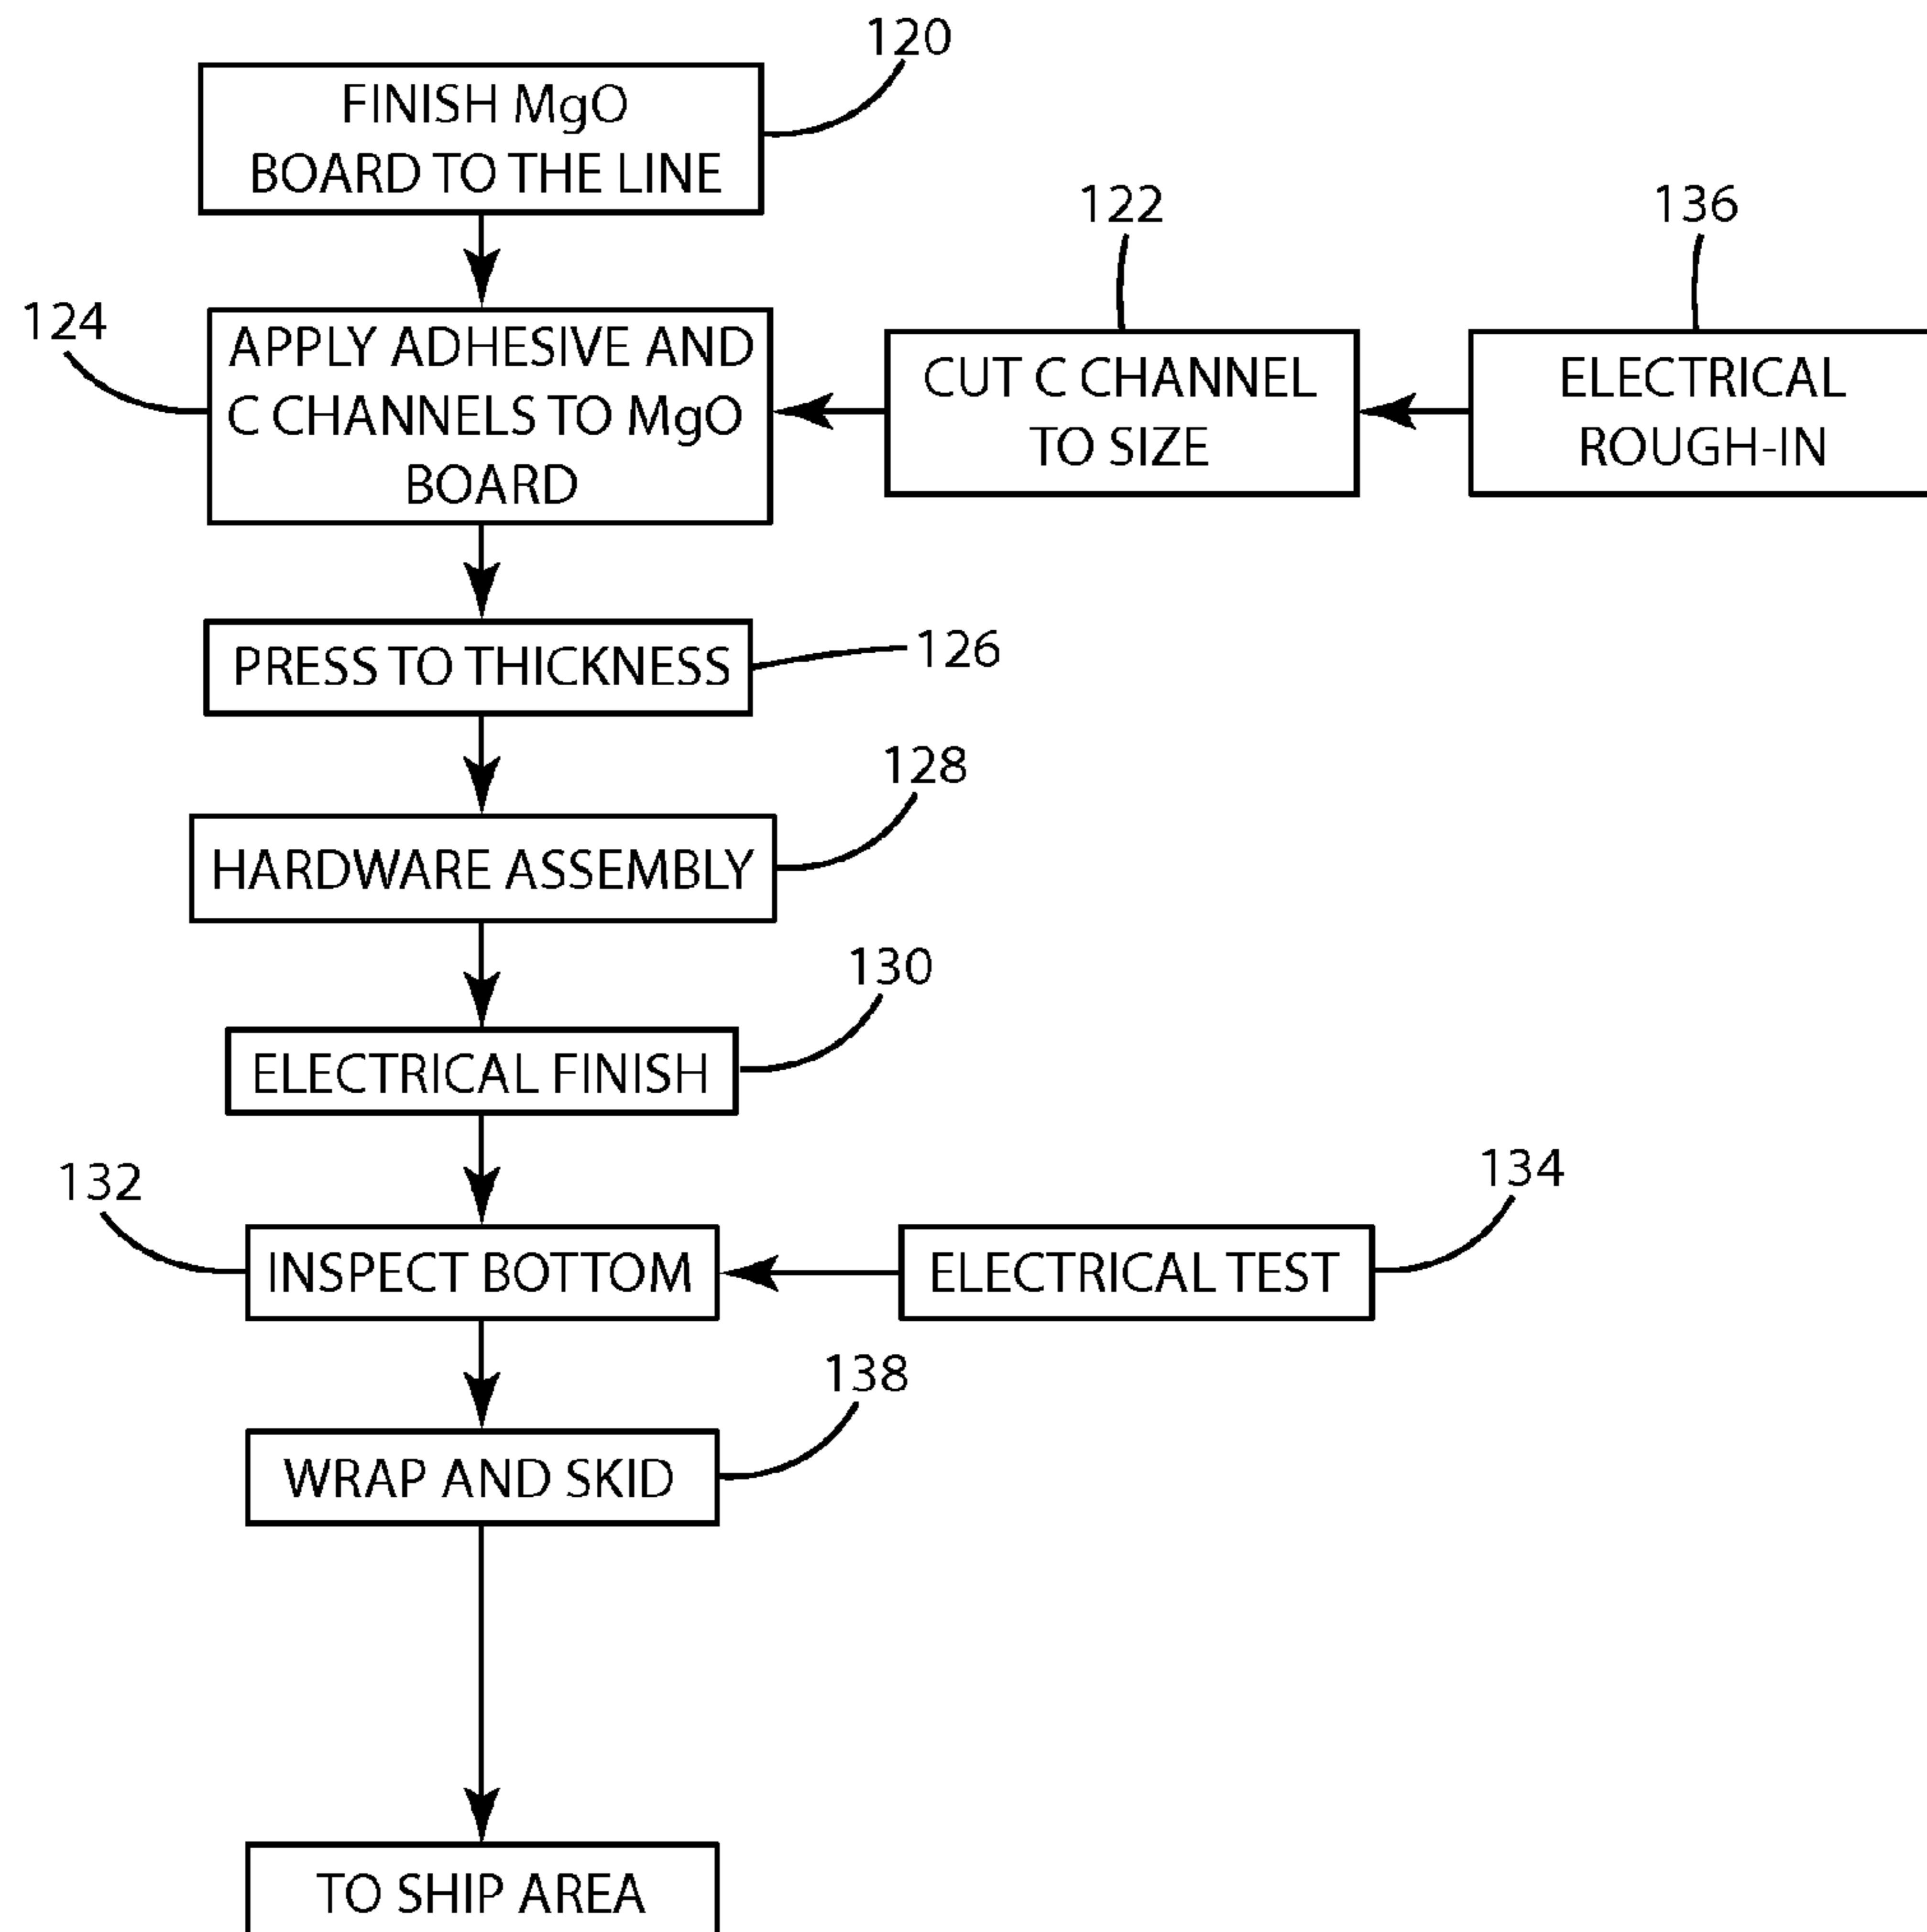 120
FINISH MgO
BOARD TO THE LINE
122
136
124
APPLY ADHESIVE AND
C CHANNELS TO MgO
BOARD
CUT C CHANNEL
TO SIZE
ELECTRICAL
ROUGH-IN
PRESS TO THICKNESS
126
128
HARDWARE ASSEMBLY
130
ELECTRICAL FINISH
132
134
INSPECT BOTTOM
ELECTRICAL TEST
138
WRAP AND SKID
TO SHIP AREA